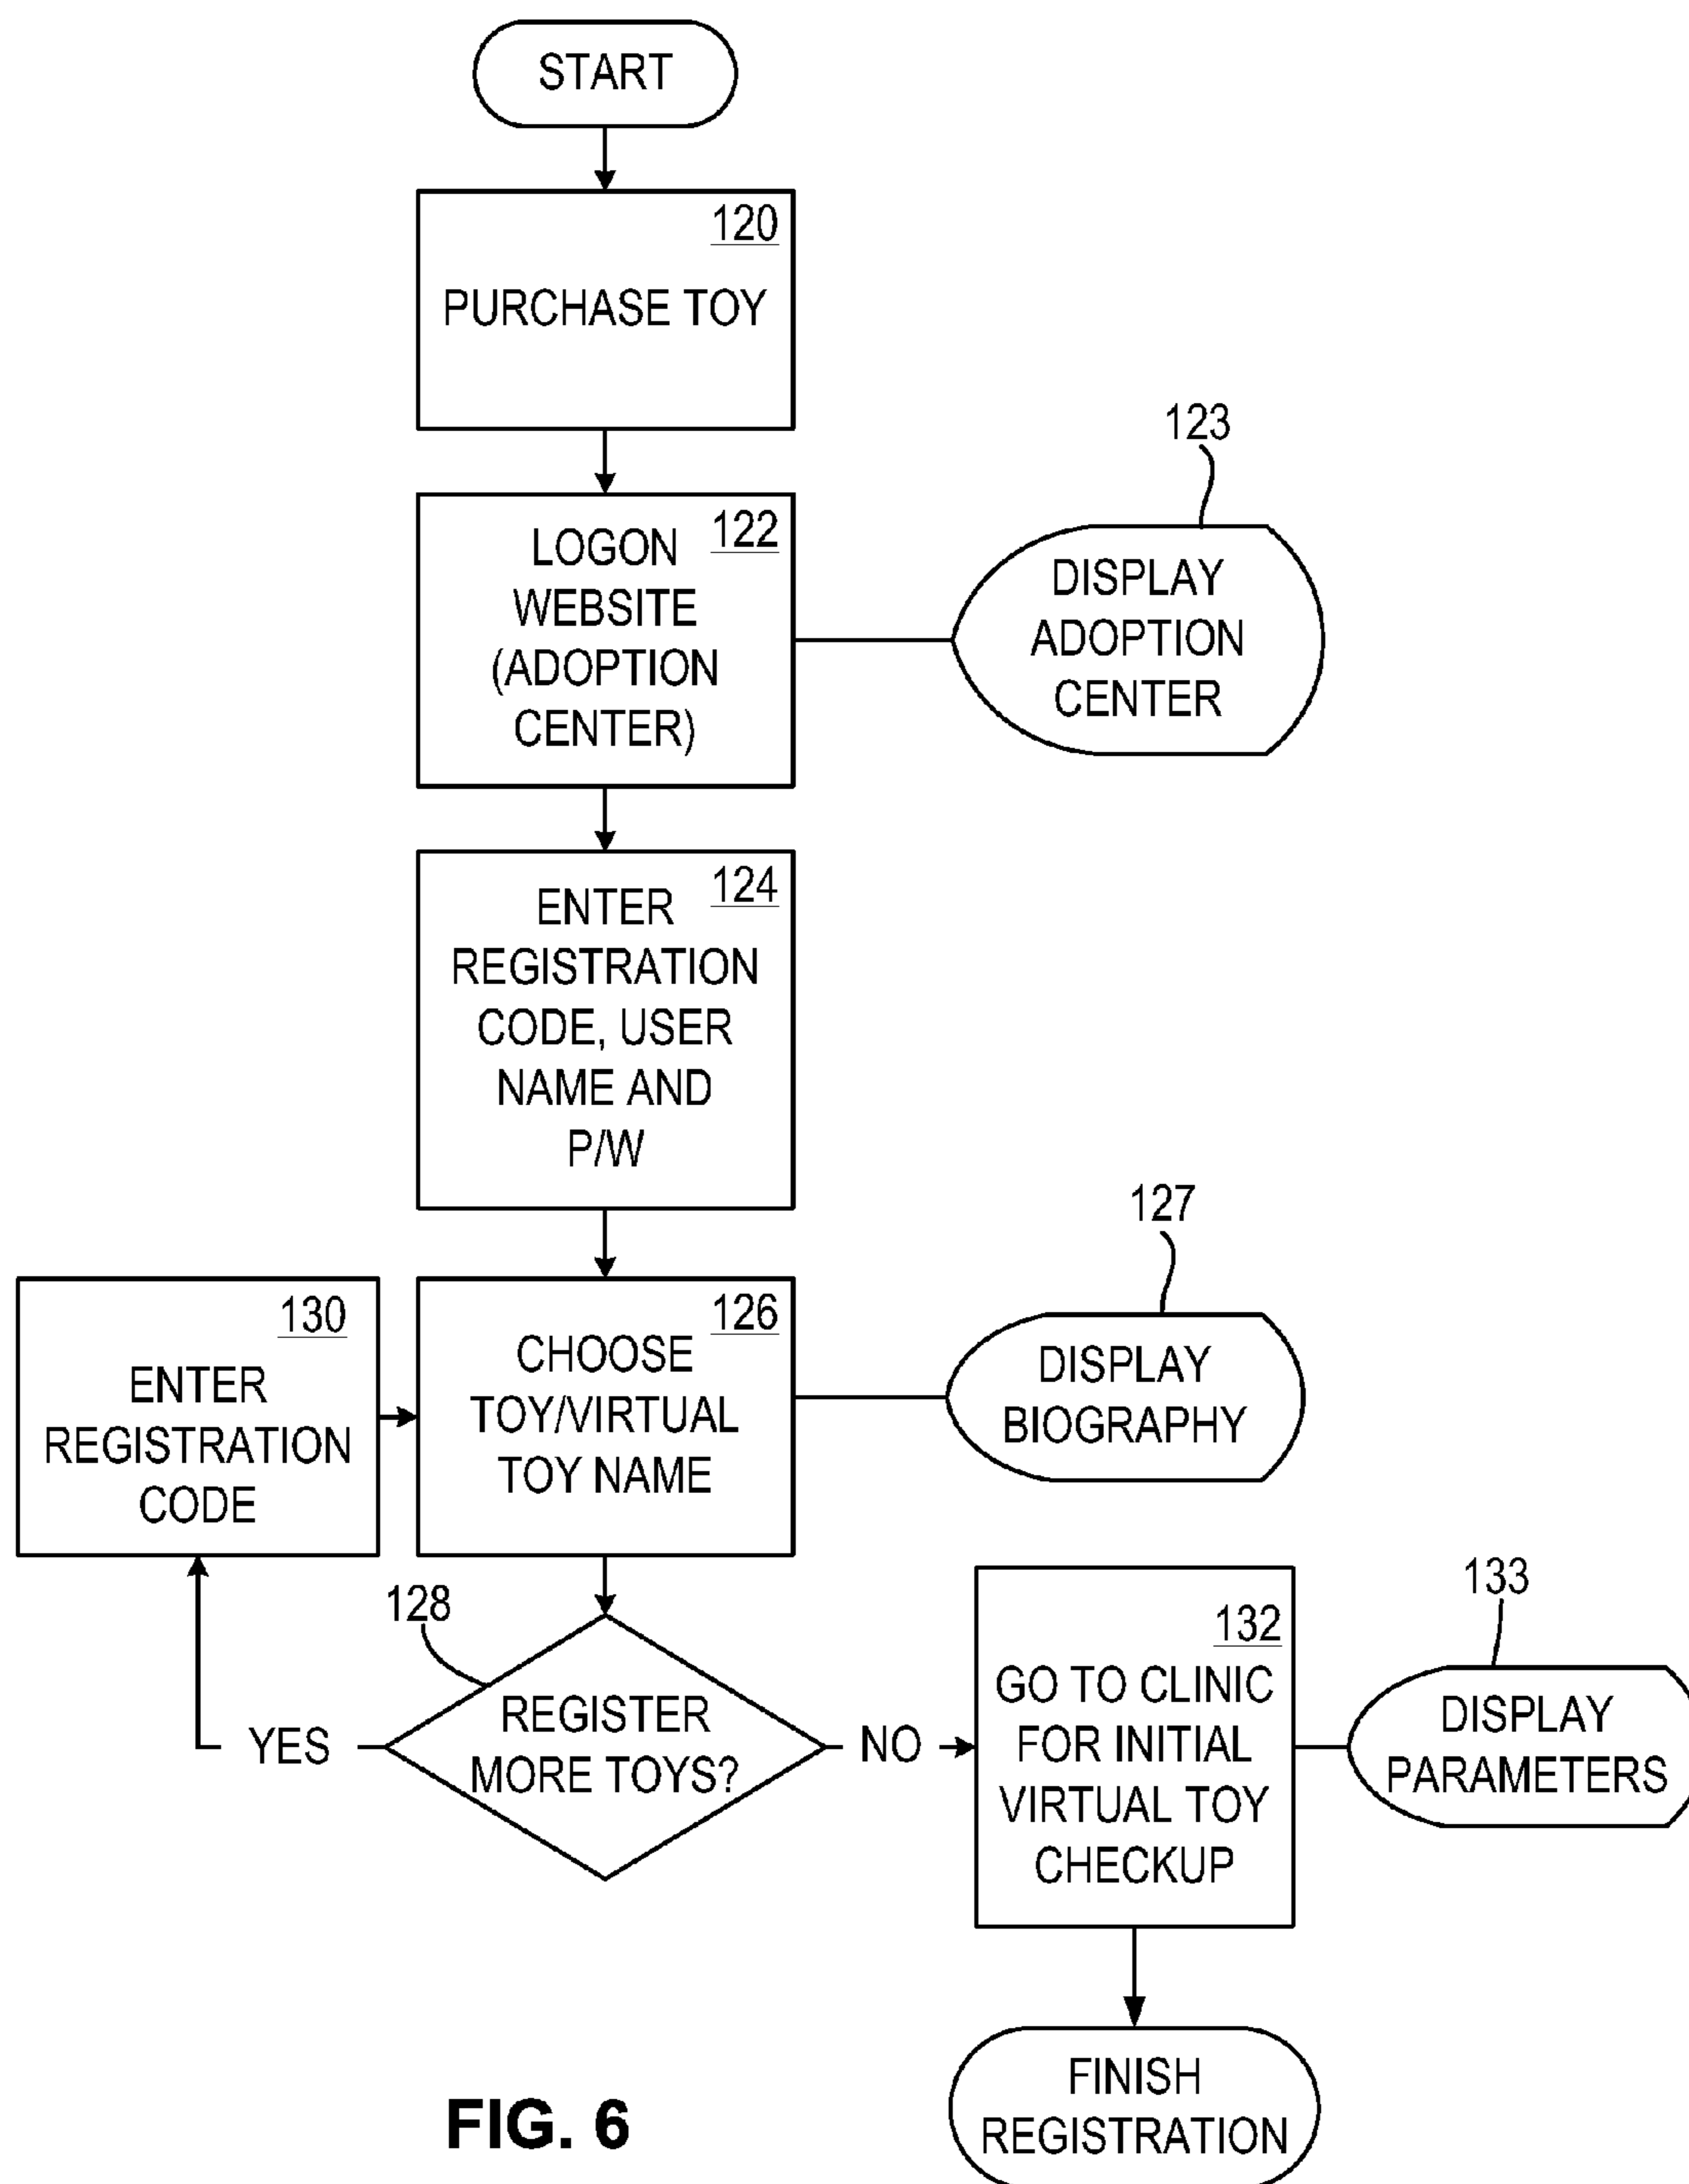 START
120
PURCHASE TOY
123
122
LOGON
WEBSITE
(ADOPTION
CENTER)
DISPLAY
ADOPTION
CENTER
124
ENTER
REGISTRATION
CODE, USER
NAME AND
P/W
127
130
ENTER
REGISTRATION
CODE
126
CHOOSE
TOY/VIRTUAL
TOY NAME
DISPLAY
BIOGRAPHY
128
REGISTER
MORE TOYS?
YES
NO
132
GO TO CLINIC
FOR INITIAL
VIRTUAL TOY
CHECKUP
133
DISPLAY
PARAMETERS
FINISH
REGISTRATION
FIG. 6